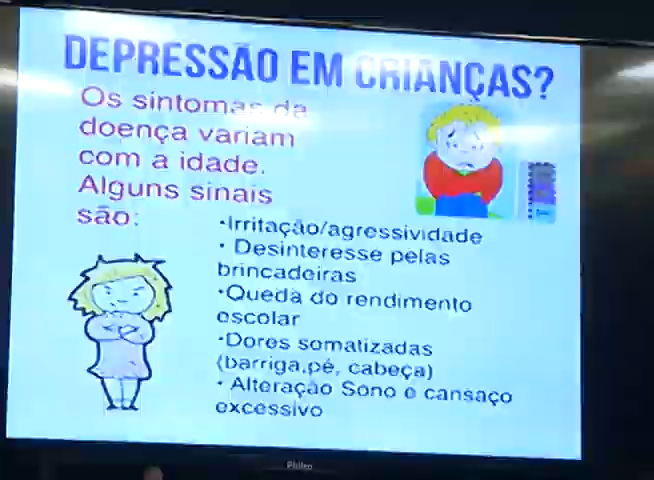 DEPRESSÃO EM CRIANÇAS?
Os sintomas da
doença variam
com a idade.
Alguns sinais
são:
•Irritação/agressividade
• Desinteresse pelas
brincadeiras
•Queda do rendimento
escolar
•Dores somatizadas
(barriga,pé, cabeça)
• Alteração Sono e cansaço
excessivo
Philco